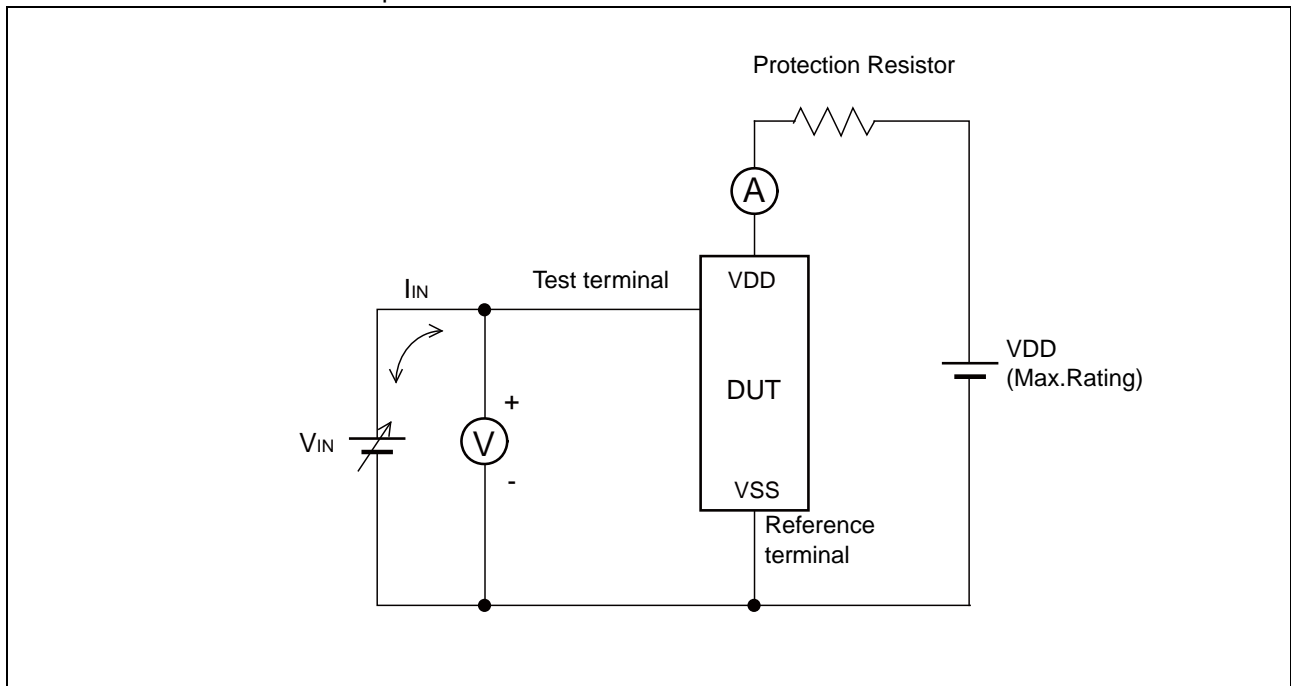 Protection Resistor
A
Test terminal
VDD
IIN
VDD
(Max.Rating)
DUT
+
VIN
V
-
VSS
Reference
terminal